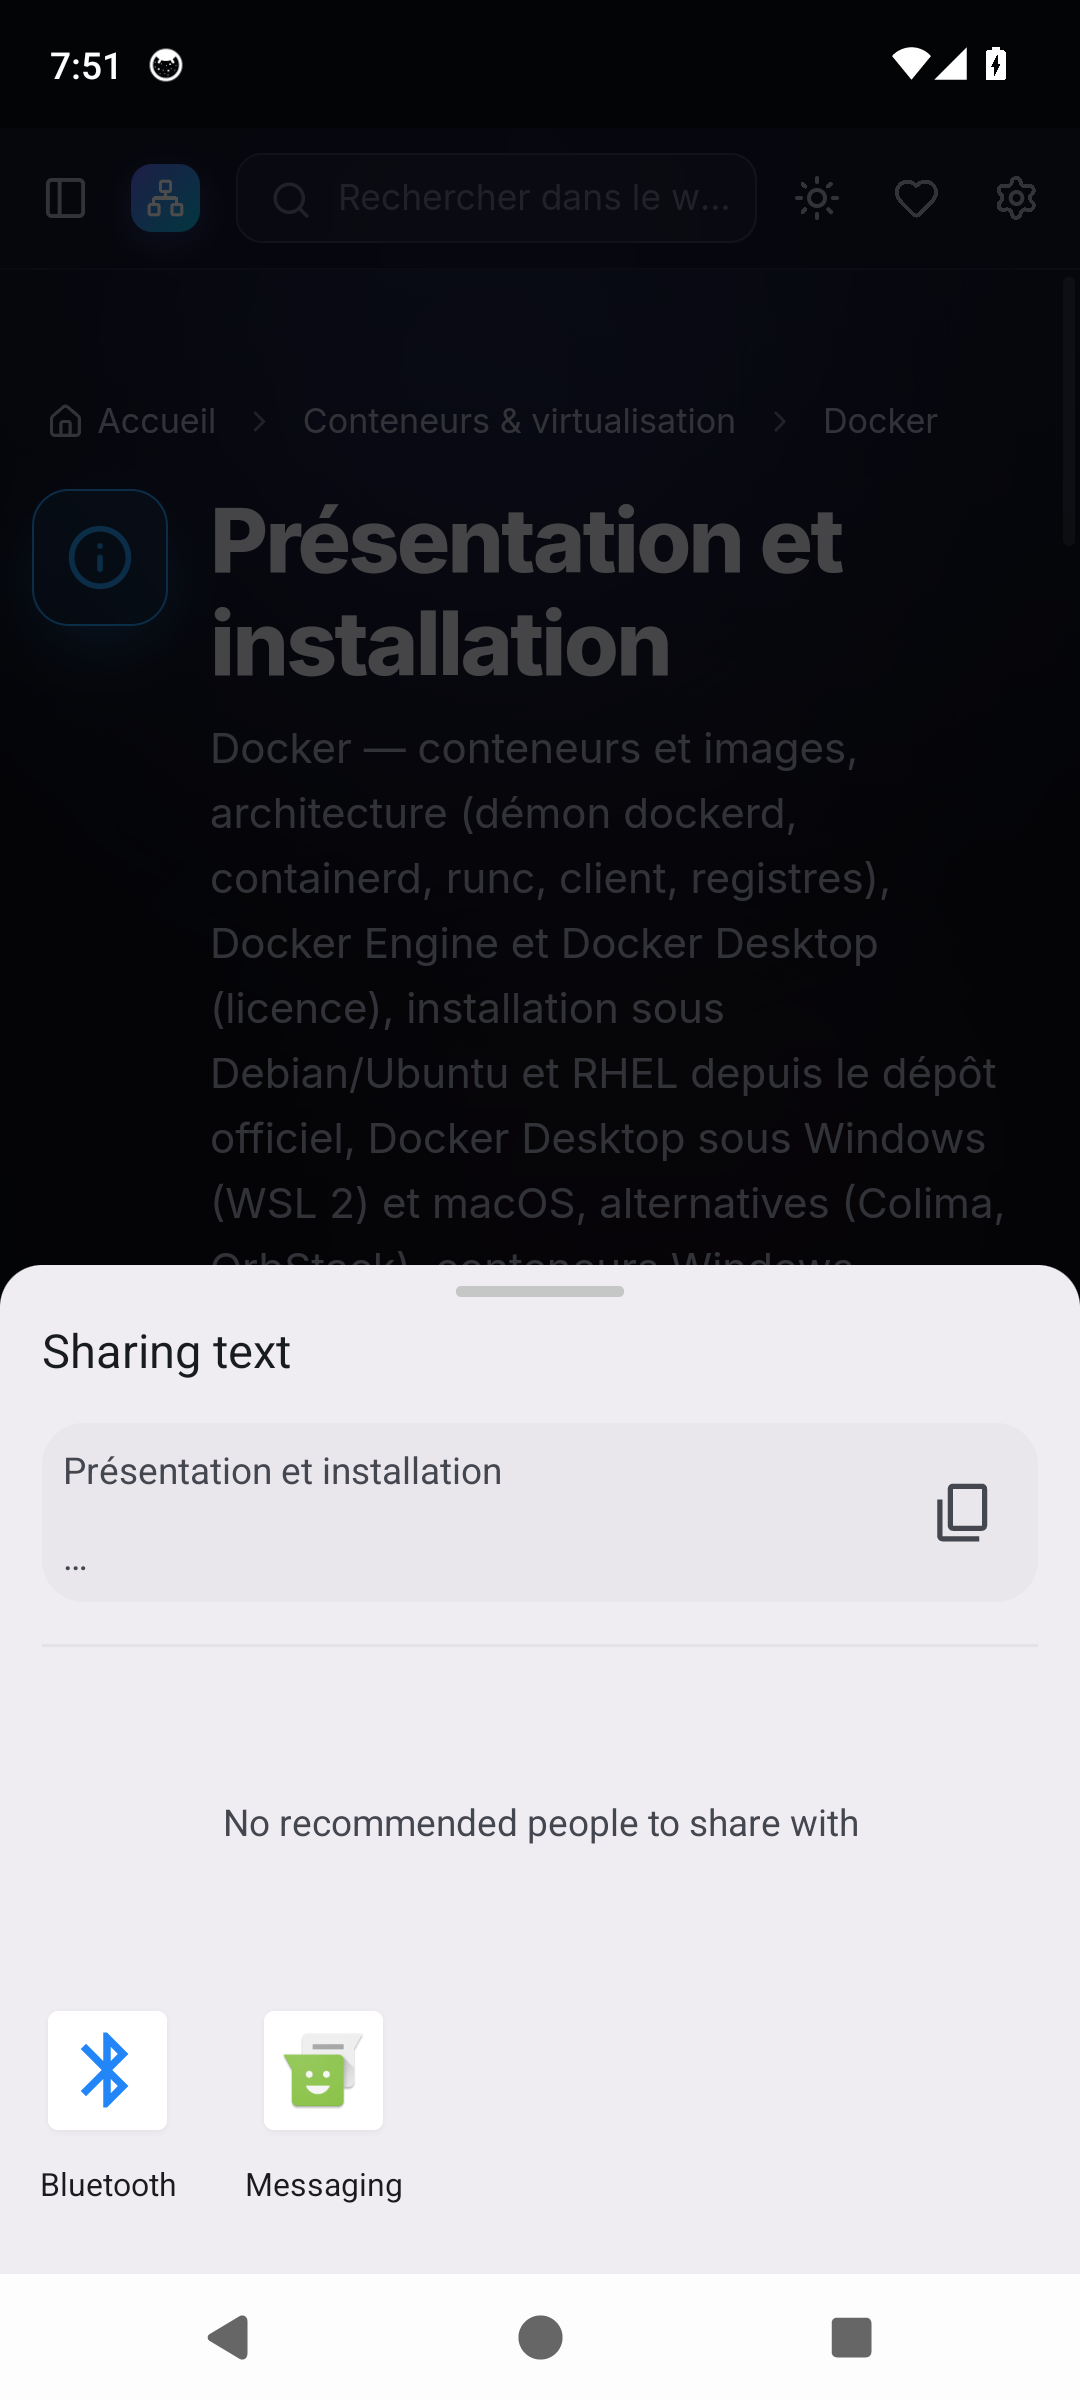 7:51
Rechercher dans le w...
Accueil
Conteneurs & virtualisation
Docker
Présentation et
installation
Docker — conteneurs et images,
architecture (démon dockerd,
containerd, runc, client, registres),
Docker Engine et Docker Desktop
(licence), installation sous
Debian/Ubuntu et RHEL depuis le dépôt
officiel, Docker Desktop sous Windows
(WSL 2) et macOS, alternatives (Colima,
OrbStack), conteneurs Windows
Sharing text
Présentation et installation
...
No recommended people to share with
Bluetooth
Messaging